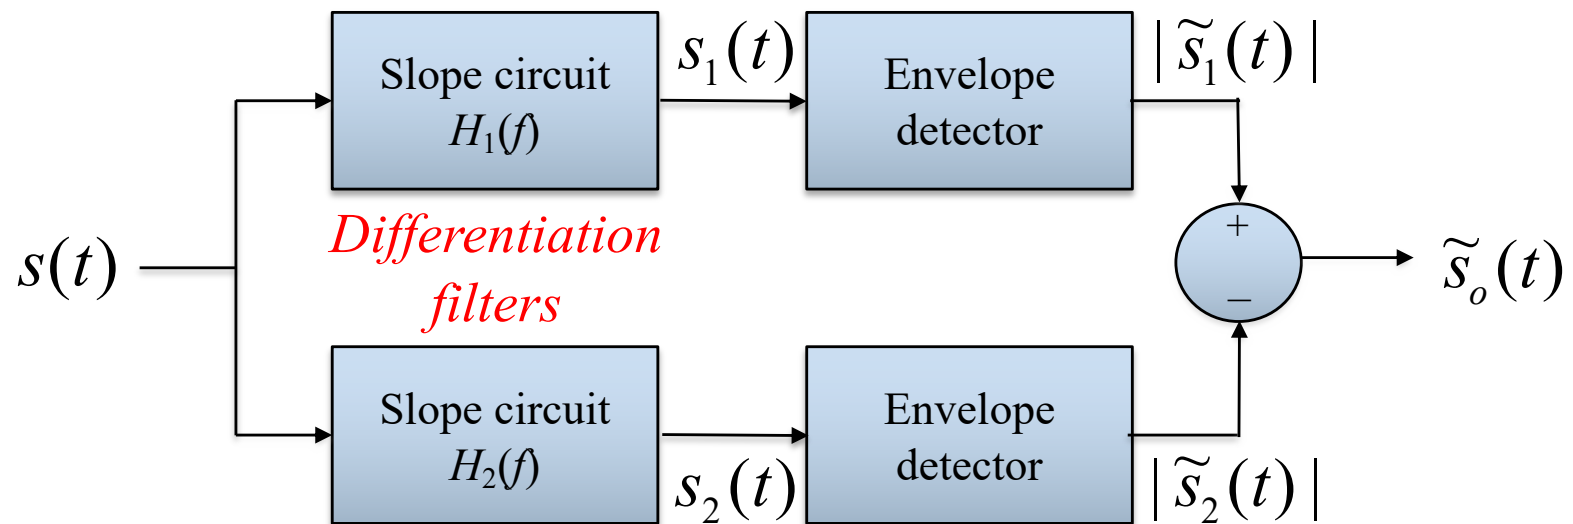 Slope circuit
H₁(f)
s₁(t)
Envelope
detector
| s̃₁(t) |
s(t)
Differentiation
filters
+
−
s̃ₒ(t)
Slope circuit
H₂(f)
s₂(t)
Envelope
detector
| s̃₂(t) |